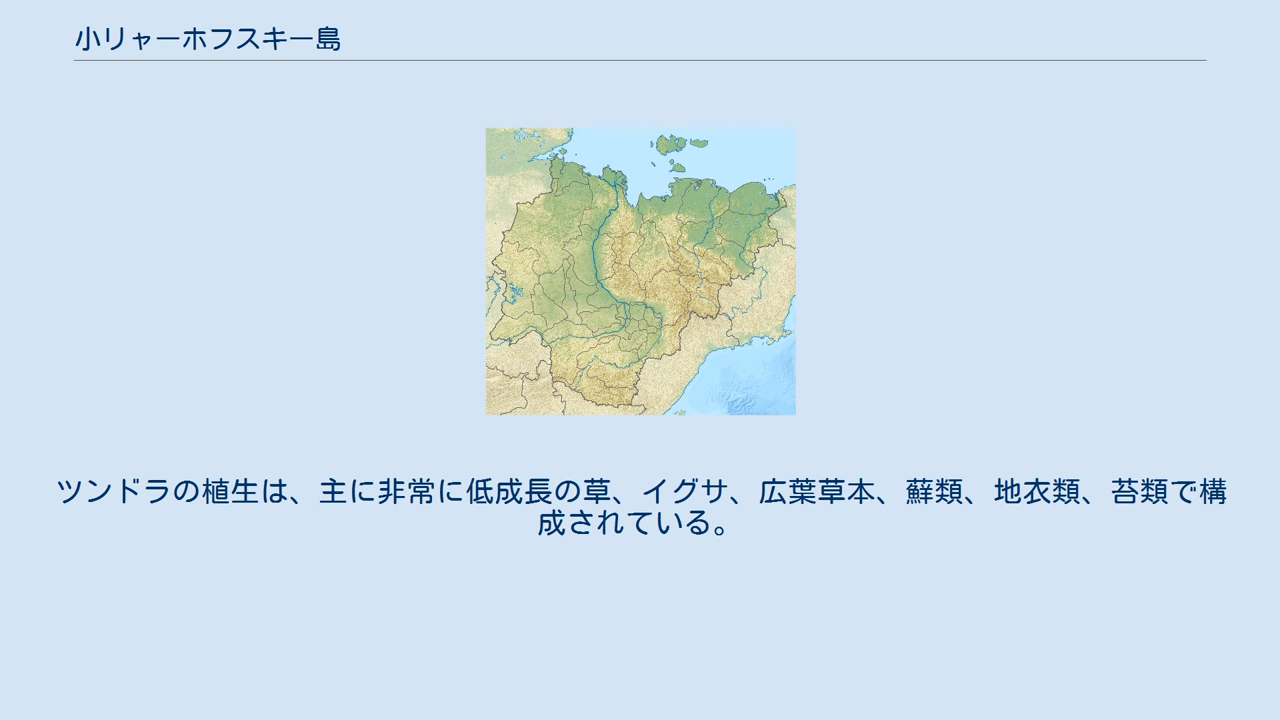 小リャーホフスキー島
ツンドラの植生は、主に非常に低成長の草、イグサ、広葉草本、蘚類、地衣類、苔類で構
成されている。